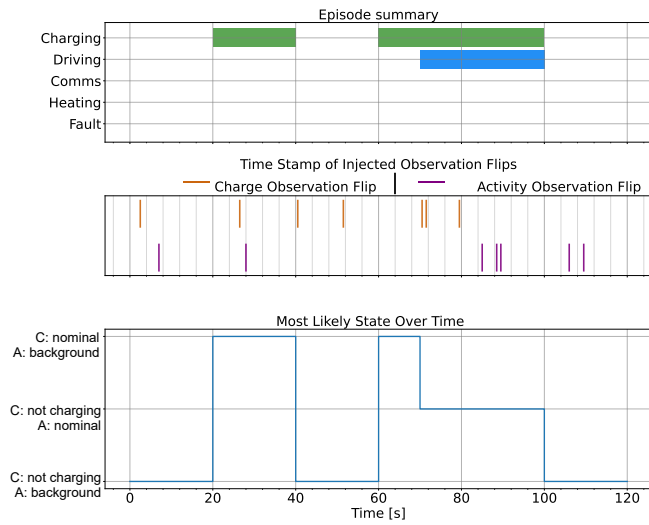 Episode summary
Charging
Driving
Comms
Heating
Fault
Time Stamp of Injected Observation Flips
Charge Observation Flip
Activity Observation Flip
Most Likely State Over Time
C: nominal
A: background
C: not charging
A: nominal
C: not charging
A: background
0 20 40 60 80 100 120
Time [s]